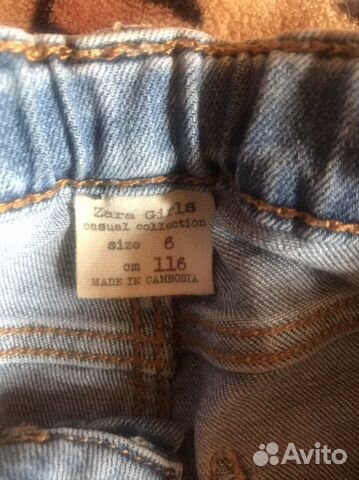 Zara Girls
casual collection
size 6
cm 116
MADE IN CAMBODIA
Avito